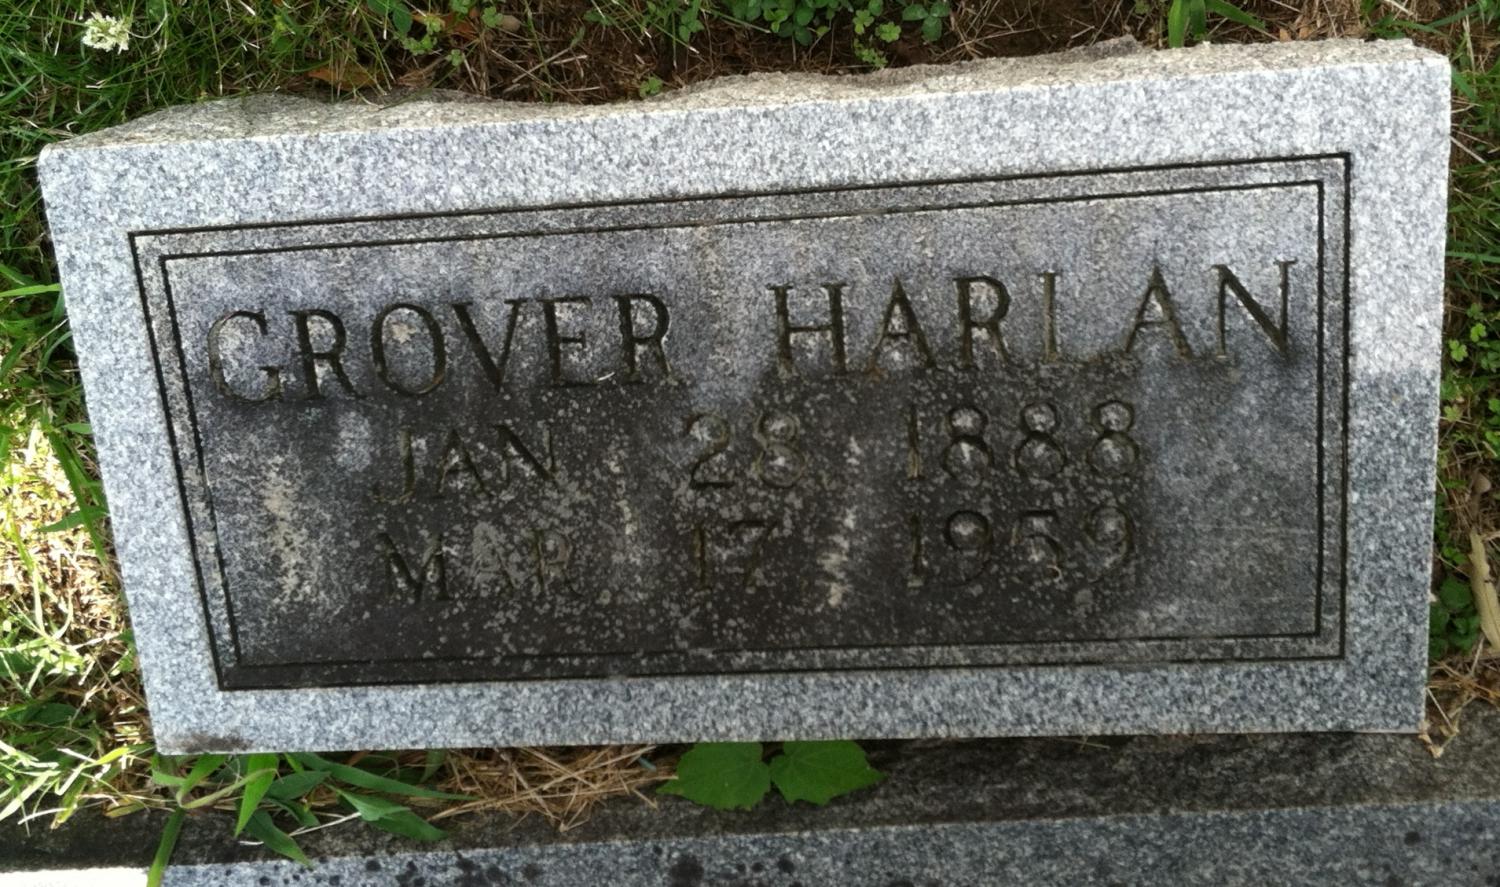 GROVER HARLAN
JAN 28 1888
MAR 17 1959